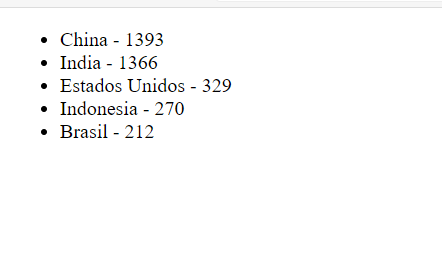 China - 1393
India - 1366
Estados Unidos - 329
Indonesia - 270
Brasil - 212